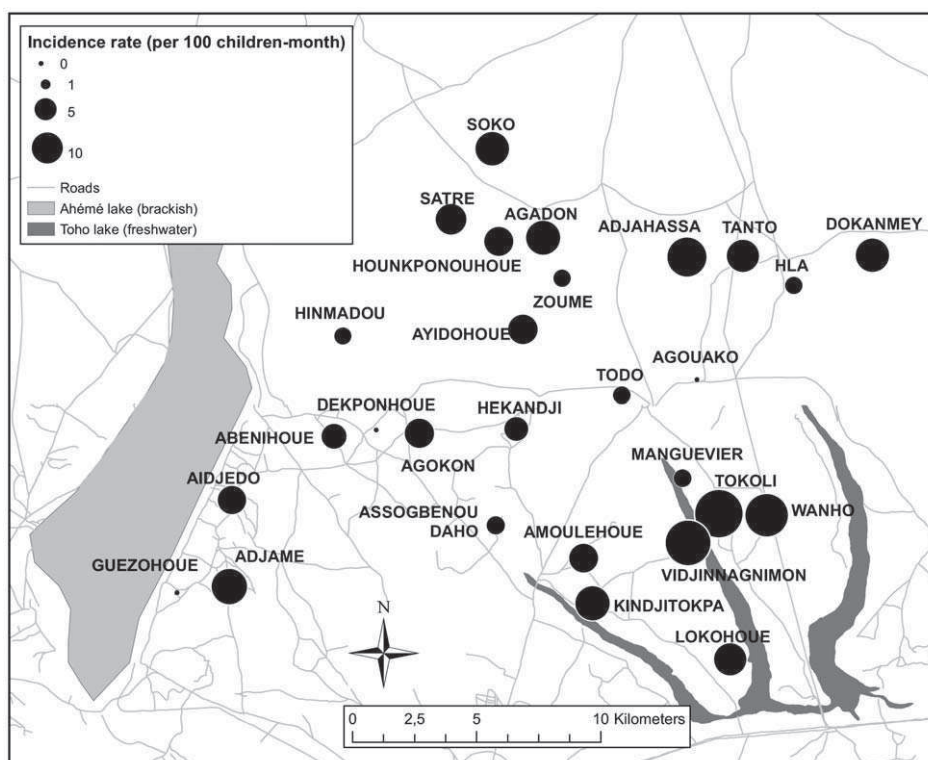 Incidence rate (per 100 children-month)
0
1
5
10
Roads
Ahémé lake (brackish)
Toho lake (freshwater)
SOKO
SATRE
AGADON
HOUNKPONOUHOUE
ADJAHASSA
TANTO
DOKANMEY
HLA
ZOUME
HINMADOU
AYIDOHOUE
AGOUAKO
TODO
DEKPONHOUE
HEKANDJI
ABENIHOUE
AGOKON
MANGUEVIER
AIDJEDO
TOKOLI
WANHO
ASSOGBENOU
DAHO
AMOULEHOUE
GUEZOHOUE
ADJAME
VIDJINNAGNIMON
KINDJITOKPA
N
LOKOHOUE
0 2,5 5 10 Kilometers